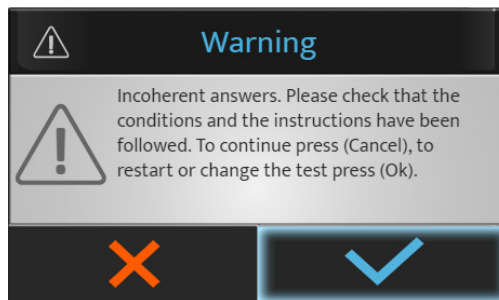 Warning
Incoherent answers. Please check that the
conditions and the instructions have been
followed. To continue press (Cancel), to
restart or change the test press (Ok).